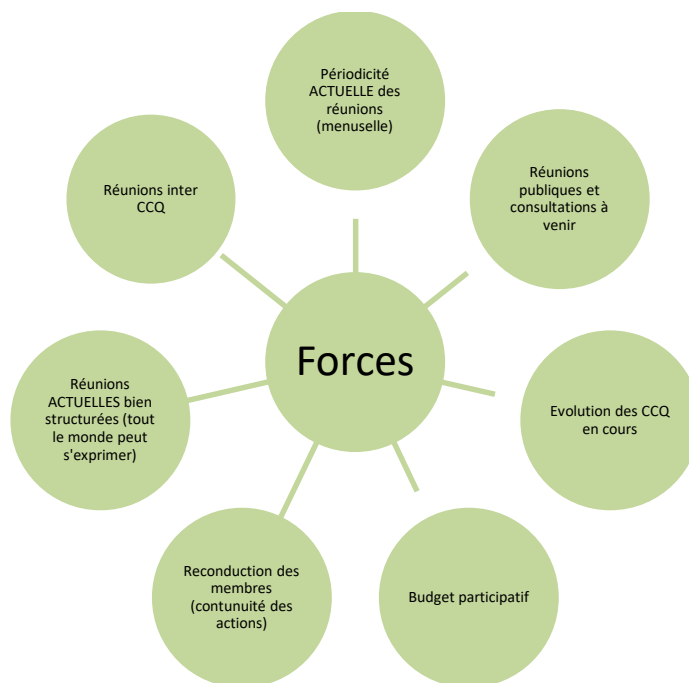 Périodicité
ACTUELLE des
réunions
(menuselle)
Réunions
publiques et
consultations à
venir
Evolution des CCQ
en cours
Budget participatif
Reconduction des
membres
(contunuité des
actions)
Réunions
ACTUELLES bien
structurées (tout
le monde peut
s'exprimer)
Réunions inter
CCQ
Forces